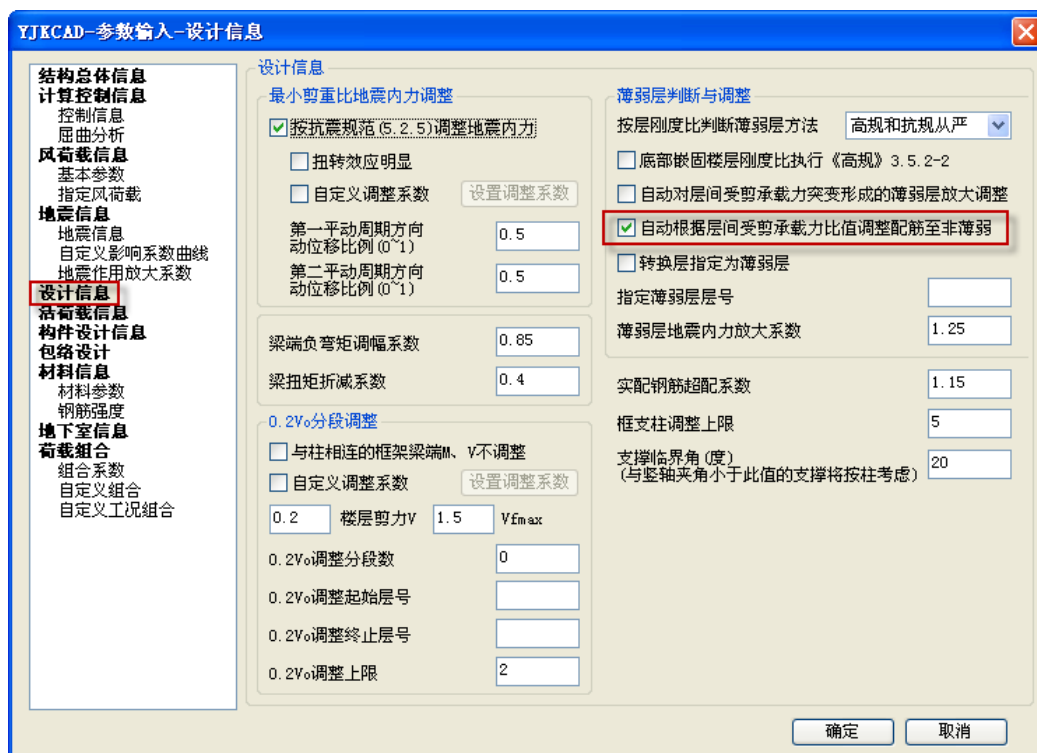 YJKCAD-参数输入-设计信息
结构总体信息
计算控制信息
控制信息
屈曲分析
风荷载信息
基本参数
指定风荷载
地震信息
地震信息
自定义影响系数曲线
地震作用放大系数
设计信息
活荷载信息
构件设计信息
包络设计
材料信息
材料参数
钢筋强度
地下室信息
荷载组合
组合系数
自定义组合
自定义工况组合
设计信息
最小剪重比地震内力调整
按抗震规范(5.2.5)调整地震内力
扭转效应明显
自定义调整系数 设置调整系数
第一平动周期方向
动位移比例(0~1) 0.5
第二平动周期方向
动位移比例(0~1) 0.5
梁端负弯矩调幅系数 0.85
梁扭矩折减系数 0.4
0.2V₀分段调整
与柱相连的框架梁端M、V不调整
自定义调整系数 设置调整系数
0.2 楼层剪力V 1.5 Vfmax
0.2V₀调整分段数 0
0.2V₀调整起始层号
0.2V₀调整终止层号
0.2V₀调整上限 2
薄弱层判断与调整
按层刚度比判断薄弱层方法 高规和抗规从严
底部嵌固楼层刚度比执行《高规》3.5.2-2
自动对层间受剪承载力突变形成的薄弱层放大调整
自动根据层间受剪承载力比值调整配筋至非薄弱
转换层指定为薄弱层
指定薄弱层层号
薄弱层地震内力放大系数 1.25
实配钢筋超配系数 1.15
框支柱调整上限 5
支撑临界角(度)
(与竖轴夹角小于此值的支撑将按柱考虑) 20
确定 取消